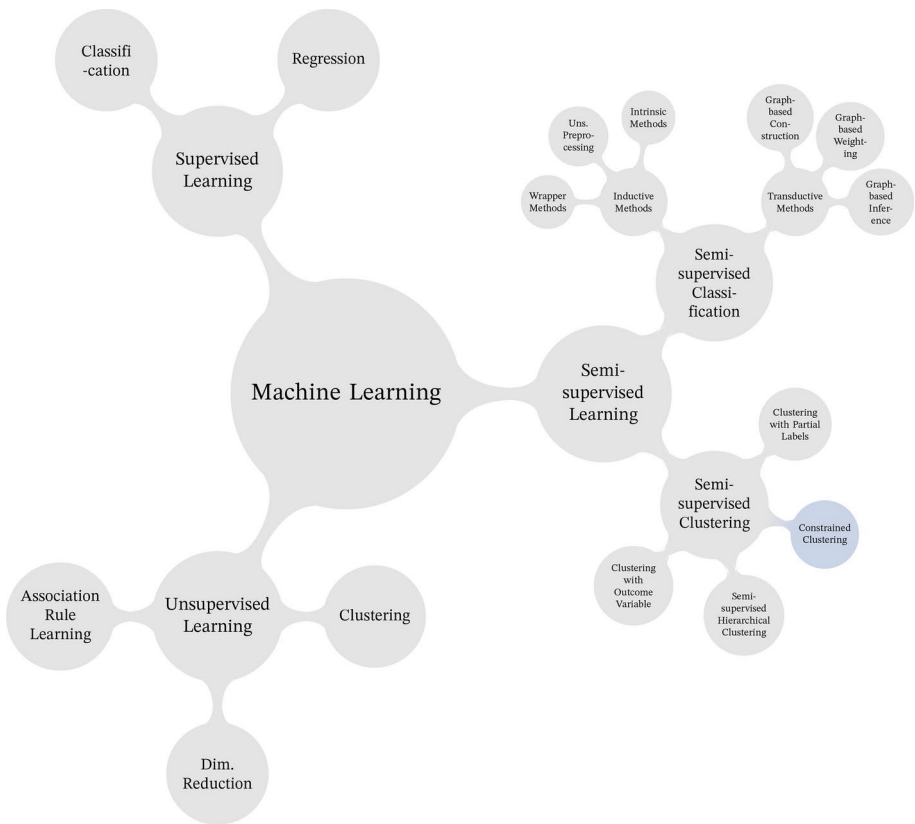 Classifi
-cation
Regression
Supervised
Learning
Machine Learning
Unsupervised
Learning
Association
Rule
Learning
Clustering
Dim.
Reduction
Semi-
supervised
Learning
Semi-
supervised
Classi-
fication
Inductive
Methods
Wrapper
Methods
Uns.
Prepro-
cessing
Intrinsic
Methods
Transductive
Methods
Graph-
based
Con-
struction
Graph-
based
Weight-
ing
Graph-
based
Infer-
ence
Semi-
supervised
Clustering
Clustering
with Partial
Labels
Constrained
Clustering
Semi-
supervised
Hierarchical
Clustering
Clustering
with
Outcome
Variable